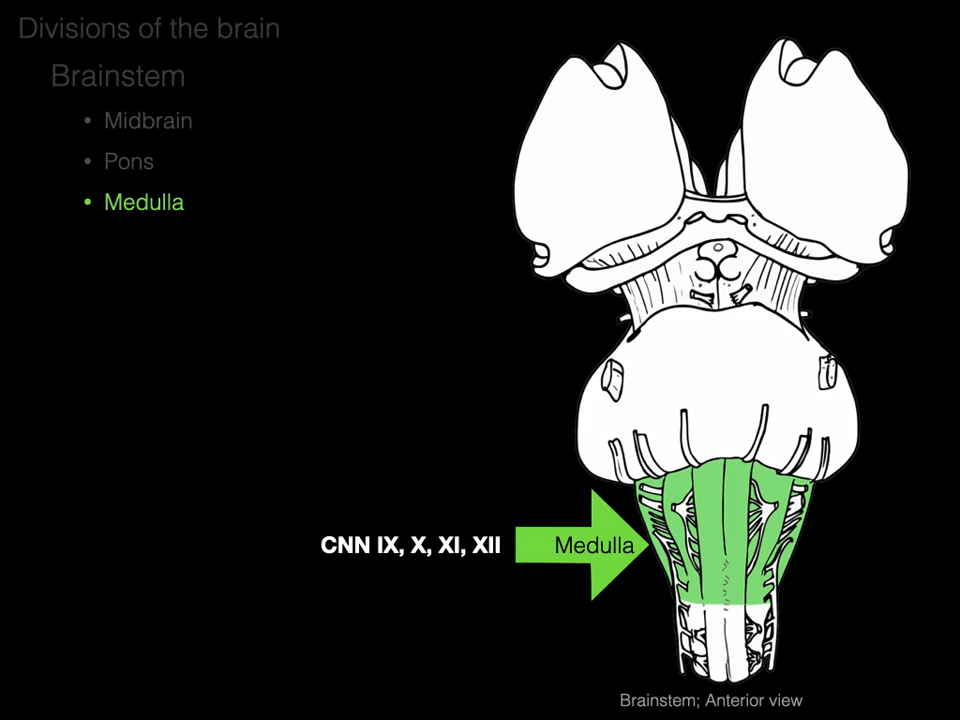 Divisions of the brain
Brainstem
• Midbrain
• Pons
• Medulla
CNN IX, X, XI, XII
Medulla
Brainstem; Anterior view